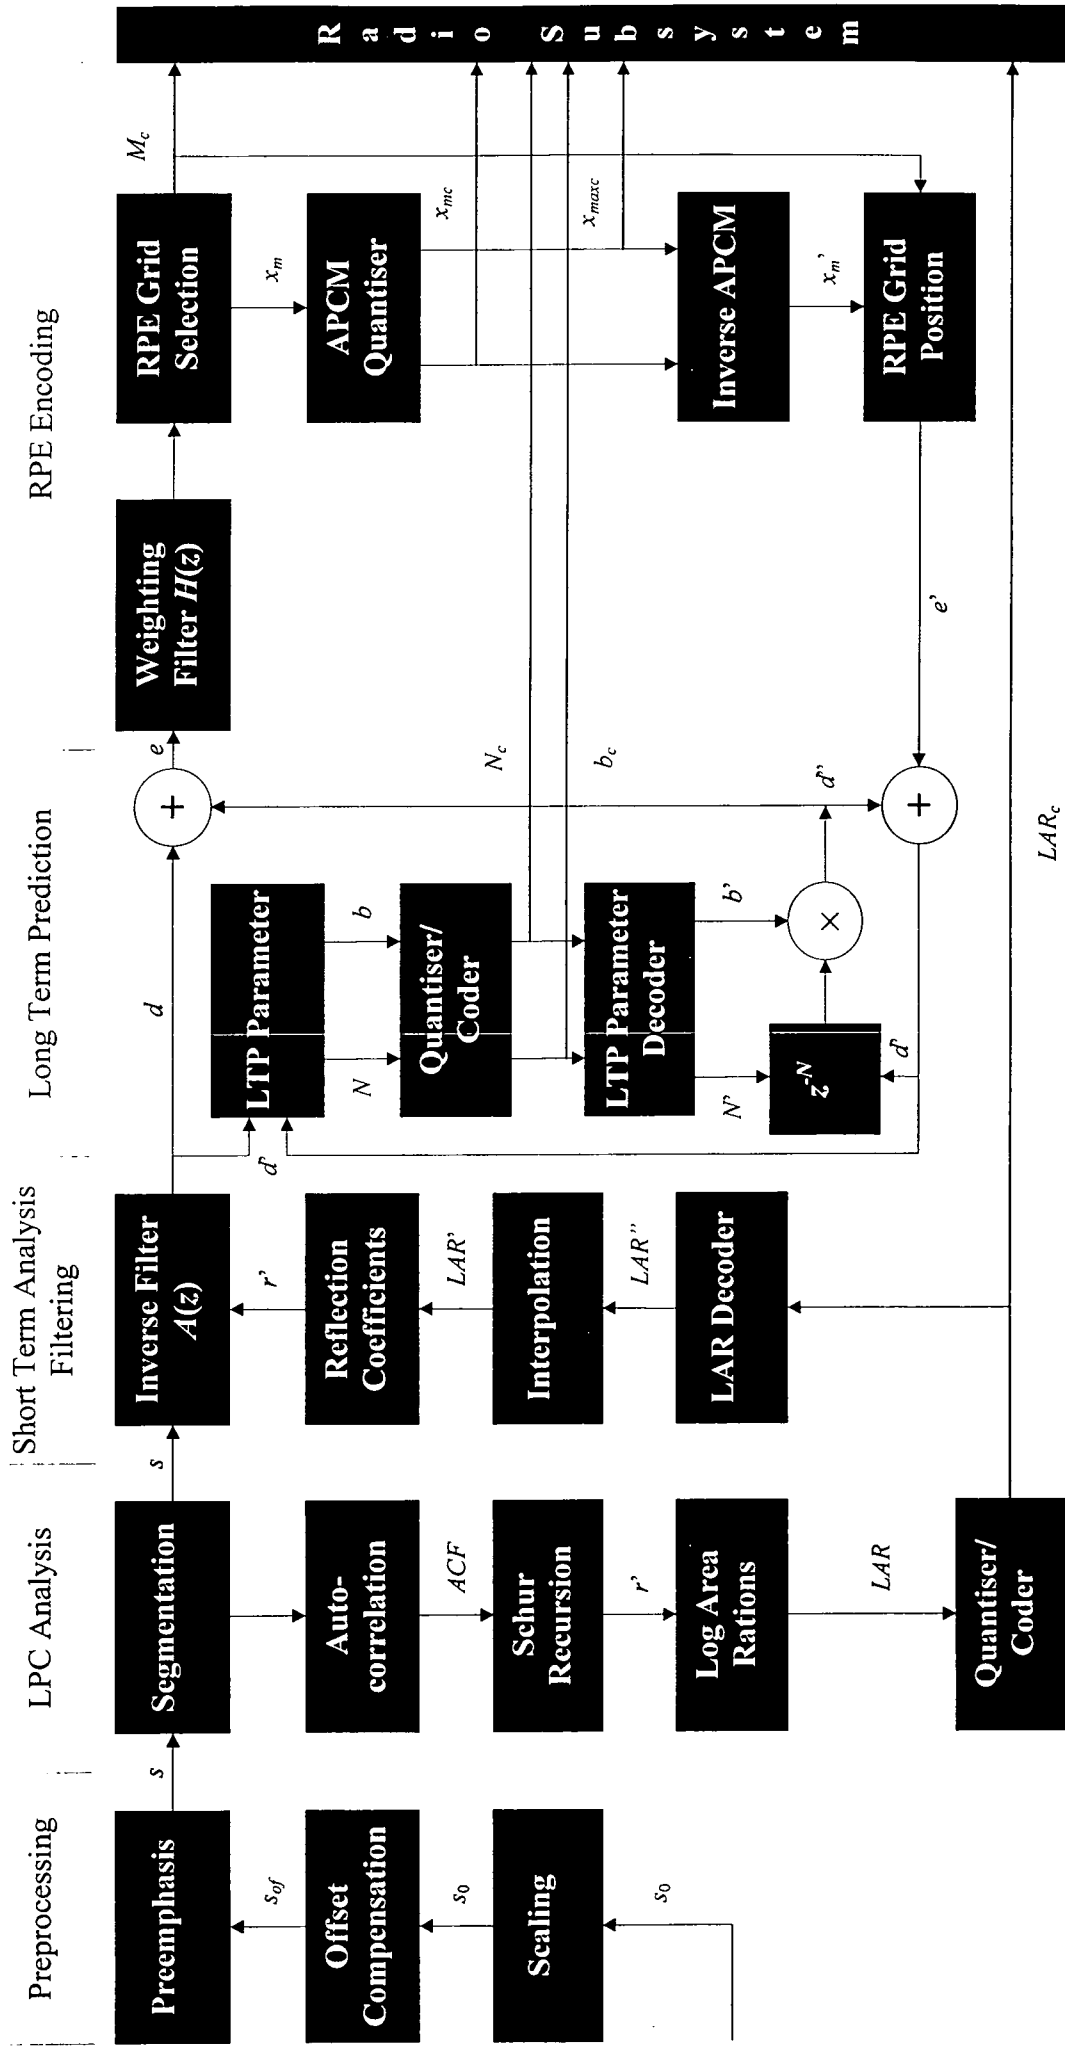 Preprocessing
LPC Analysis
Short Term Analysis
Filtering
Long Term Prediction
RPE Encoding
Preemphasis
s
Segmentation
s
Inverse Filter
A(z)
d
+
e
Weighting
Filter H(z)
RPE Grid
Selection
M_c
Radio Subsystem
s_of
Offset
Compensation
s_0
Scaling
s_0
Auto-
correlation
ACF
Schur
Recursion
r'
Log Area
Rations
LAR
Quantiser/
Coder
r'
Reflection
Coefficients
LAR'
Interpolation
LAR''
LAR Decoder
d'
LTP Parameter
N
b
Quantiser/
Coder
N_c
b_c
LTP Parameter
Decoder
N'
b'
z^-N
×
d''
d'
+
e'
x_m
APCM
Quantiser
x_mc
x_maxc
Inverse APCM
x_m'
RPE Grid
Position
LAR_c